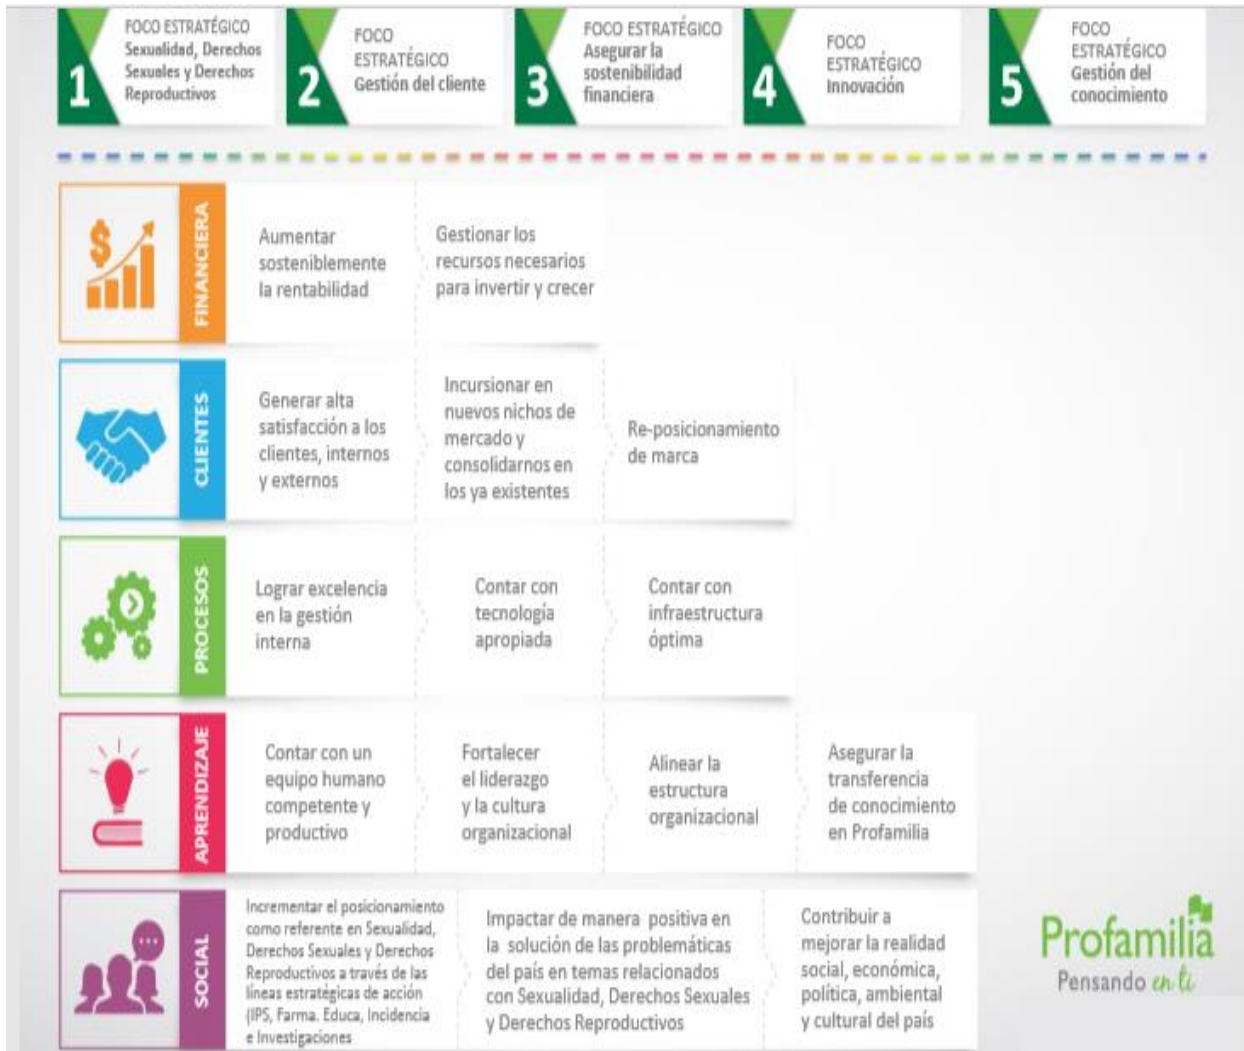 1
FOCO ESTRATÉGICO
Sexualidad, Derechos
Sexuales y Derechos
Reproductivos
2
FOCO
ESTRATÉGICO
Gestión del cliente
3
FOCO ESTRATÉGICO
Asegurar la
sostenibilidad
financiera
4
FOCO
ESTRATÉGICO
Innovación
5
FOCO
ESTRATÉGICO
Gestión del
conocimiento
$
FINANCIERA
Aumentar
sosteniblemente
la rentabilidad
Gestionar los
recursos necesarios
para invertir y crecer
CLIENTES
Generar alta
satisfacción a los
clientes, internos
y externos
Incursionar en
nuevos nichos de
mercado y
consolidarnos en
los ya existentes
Re-posicionamiento
de marca
PROCESOS
Lograr excelencia
en la gestión
interna
Contar con
tecnología
apropiada
Contar con
infraestructura
óptima
APRENDIZAJE
Contar con un
equipo humano
competente y
productivo
Fortalecer
el liderazgo
y la cultura
organizacional
Alinear la
estructura
organizacional
Asegurar la
transferencia
de conocimiento
en Profamilia
SOCIAL
Incrementar el posicionamiento
como referente en Sexualidad,
Derechos Sexuales y Derechos
Reproductivos a través de las
líneas estratégicas de acción
(IPS, Farma. Educa, Incidencia
e Investigaciones
Impactar de manera positiva en
la solución de las problemáticas
del país en temas relacionados
con Sexualidad, Derechos Sexuales
y Derechos Reproductivos
Contribuir a
mejorar la realidad
social, económica,
política, ambiental
y cultural del país
Profamilia
Pensando en ti